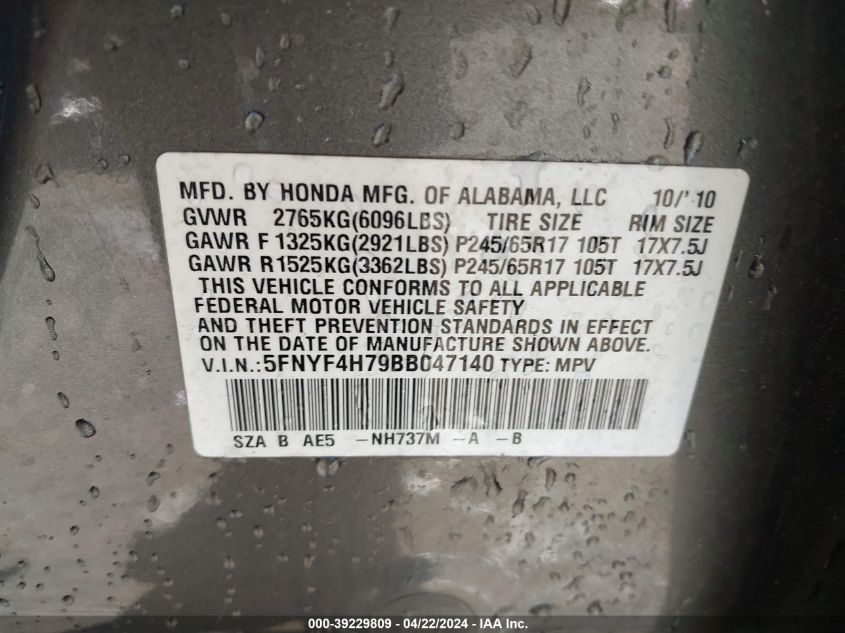 MFD. BY HONDA MFG. OF ALABAMA, LLC 10/'10
GVWR 2765KG(6096LBS) TIRE SIZE RIM SIZE
GAWR F 1325KG(2921LBS) P245/65R17 105T 17X7.5J
GAWR R1525KG(3362LBS) P245/65R17 105T 17X7.5J
THIS VEHICLE CONFORMS TO ALL APPLICABLE
FEDERAL MOTOR VEHICLE SAFETY
AND THEFT PREVENTION STANDARDS IN EFFECT
ON THE DATE OF MANUFACTURE SHOWN ABOVE.
V.I.N.:5FNYF4H79BB047140 TYPE: MPV
SZA B AE5 -NH737M -A -B
000-39229809 - 04/22/2024 - IAA Inc.